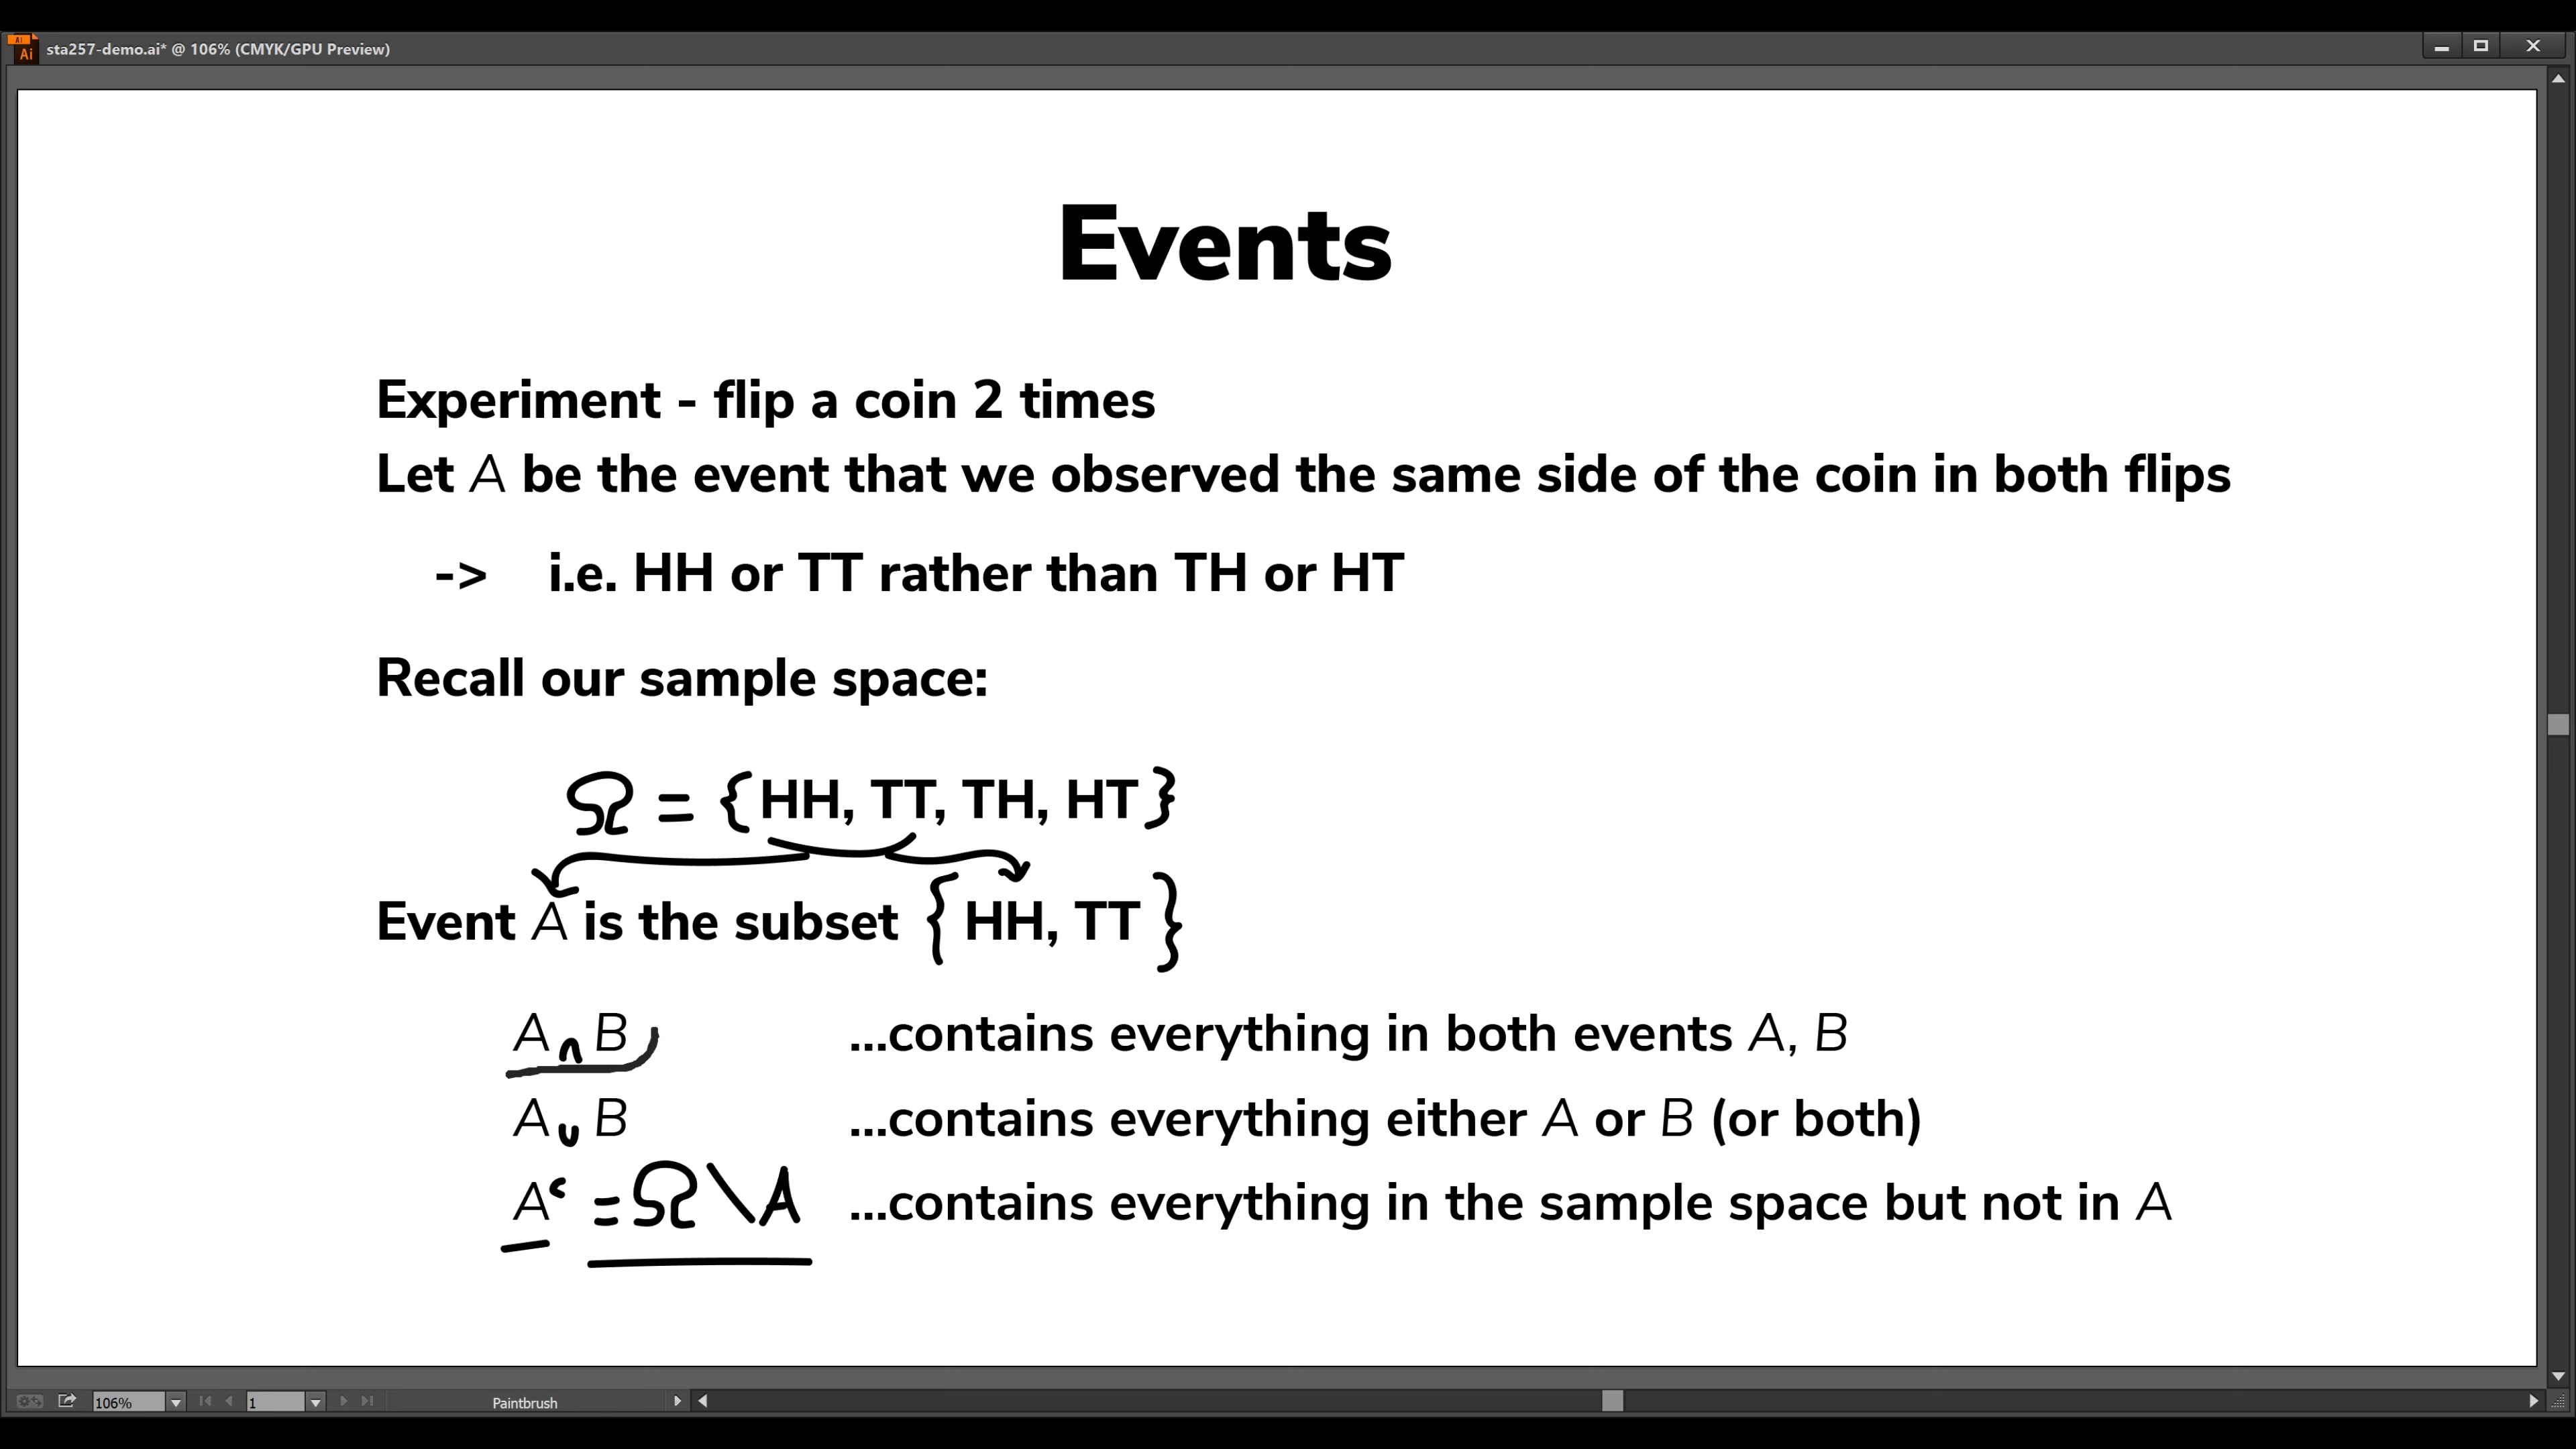 sta257-demo.ai* @ 106% (CMYK/GPU Preview)
Events
Experiment - flip a coin 2 times
Let A be the event that we observed the same side of the coin in both flips
-> i.e. HH or TT rather than TH or HT
Recall our sample space:
Ω = {HH, TT, TH, HT}
Event A is the subset {HH, TT}
A ∩ B ...contains everything in both events A, B
A ∪ B ...contains everything either A or B (or both)
Aᶜ = Ω \ A ...contains everything in the sample space but not in A
106% 1 Paintbrush